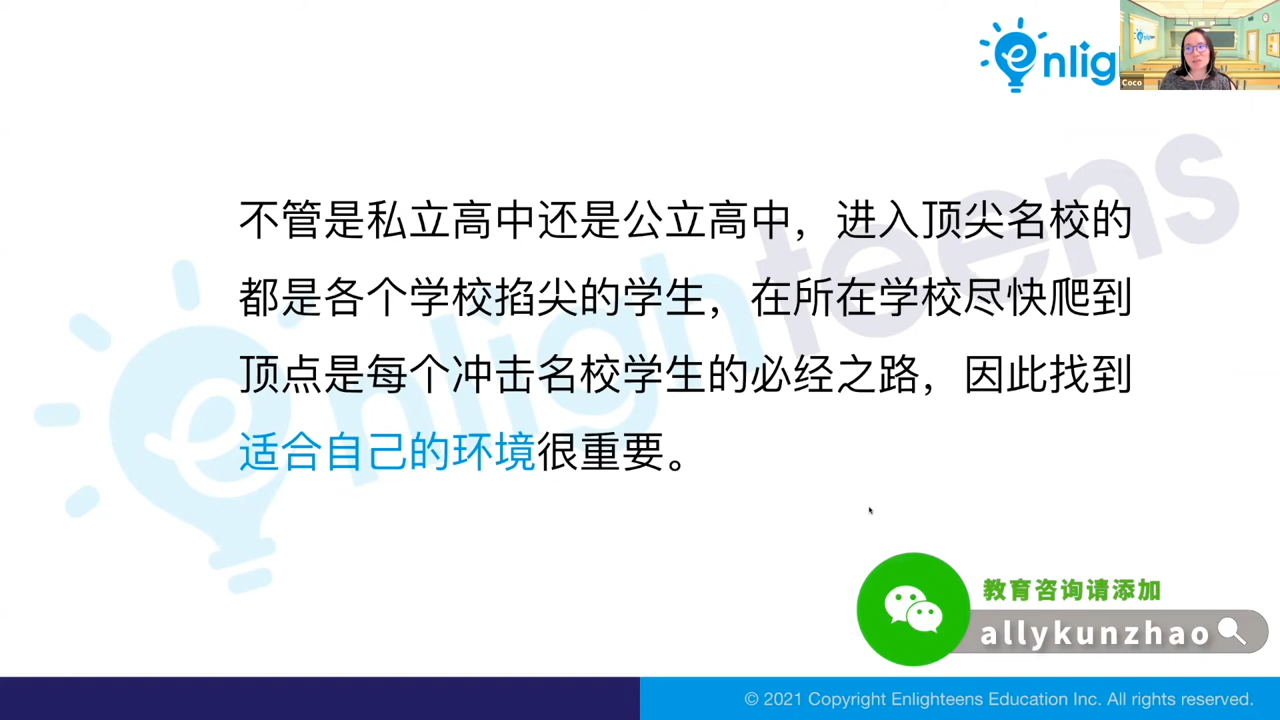 enlig
Coco
不管是私立高中还是公立高中，进入顶尖名校的
都是各个学校掐尖的学生，在所在学校尽快爬到
顶点是每个冲击名校学生的必经之路，因此找到
适合自己的环境很重要。
enlighteens
教育咨询请添加
allykunzhao
© 2021 Copyright Enlighteens Education Inc. All rights reserved.